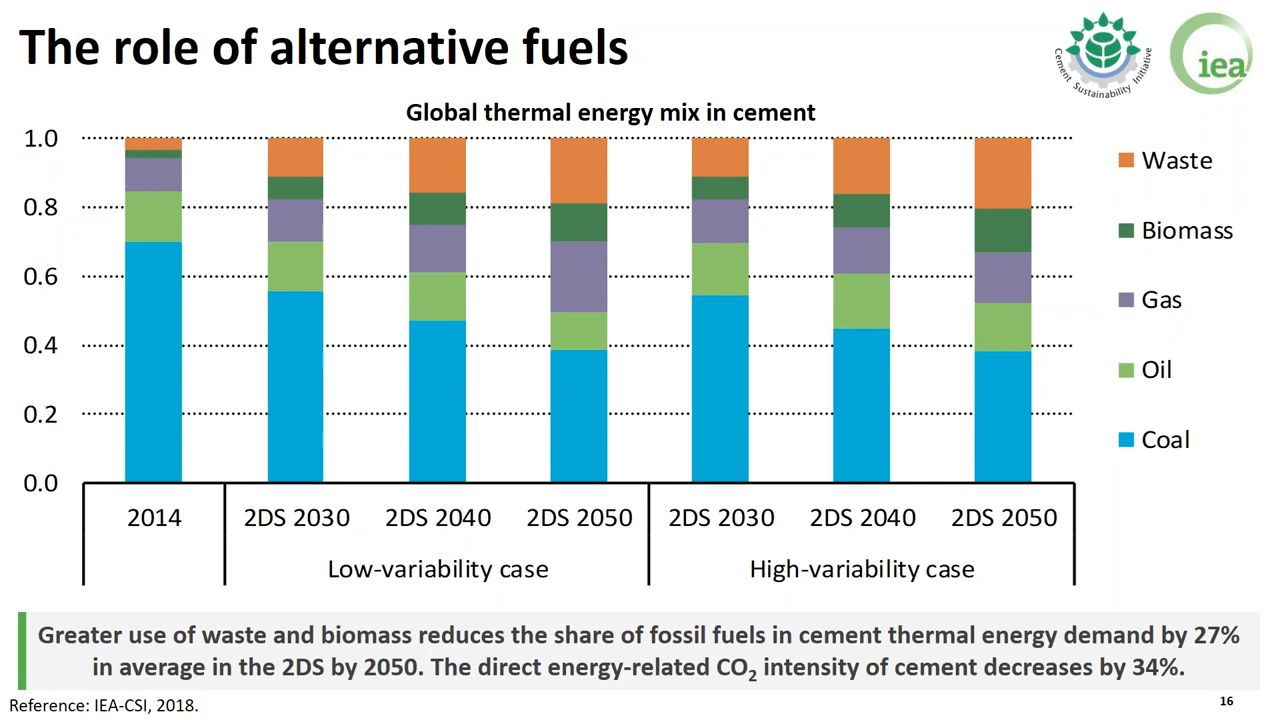 The role of alternative fuels
Cement Sustainability Initiative
iea
Global thermal energy mix in cement
1.0
0.8
0.6
0.4
0.2
0.0
Waste
Biomass
Gas
Oil
Coal
2014 2DS 2030 2DS 2040 2DS 2050 2DS 2030 2DS 2040 2DS 2050
Low-variability case High-variability case
Greater use of waste and biomass reduces the share of fossil fuels in cement thermal energy demand by 27%
in average in the 2DS by 2050. The direct energy-related CO2 intensity of cement decreases by 34%.
Reference: IEA-CSI, 2018.
16